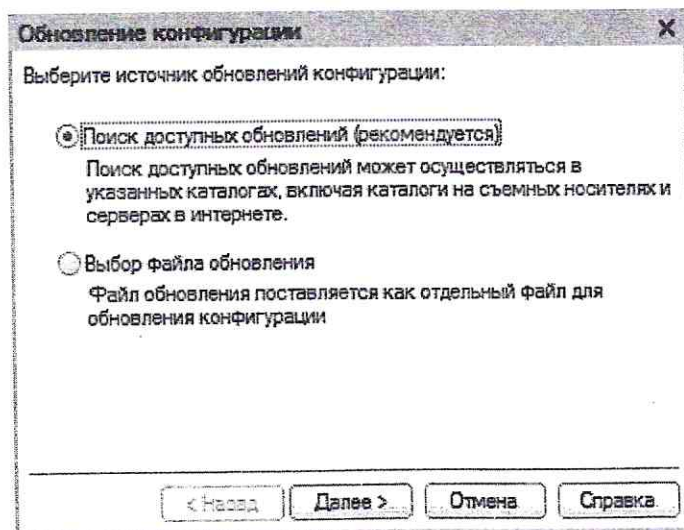 Обновление конфигурации
Выберите источник обновлений конфигурации:
Поиск доступных обновлений (рекомендуется)
Поиск доступных обновлений может осуществляться в
указанных каталогах, включая каталоги на съемных носителях и
серверах в интернете.
Выбор файла обновления
Файл обновления поставляется как отдельный файл для
обновления конфигурации
< Назад Далее > Отмена Справка